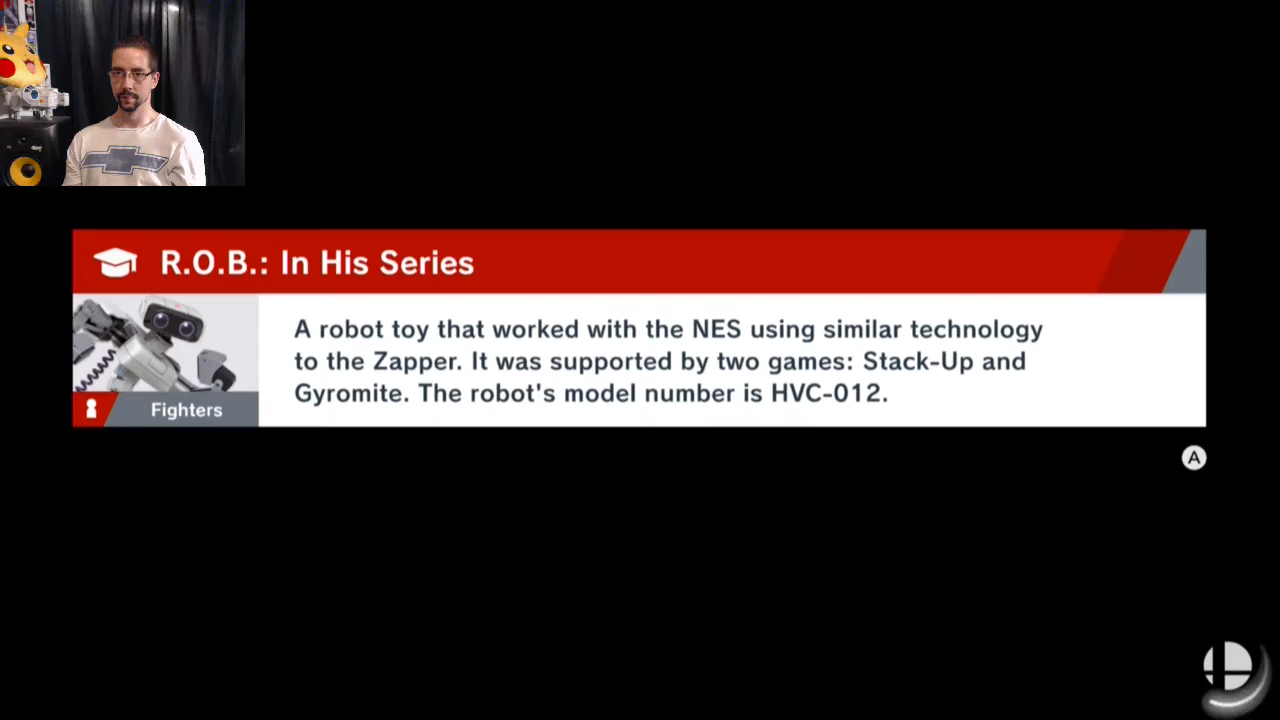 R.O.B.: In His Series
A robot toy that worked with the NES using similar technology
to the Zapper. It was supported by two games: Stack-Up and
Gyromite. The robot's model number is HVC-012.
Fighters
A